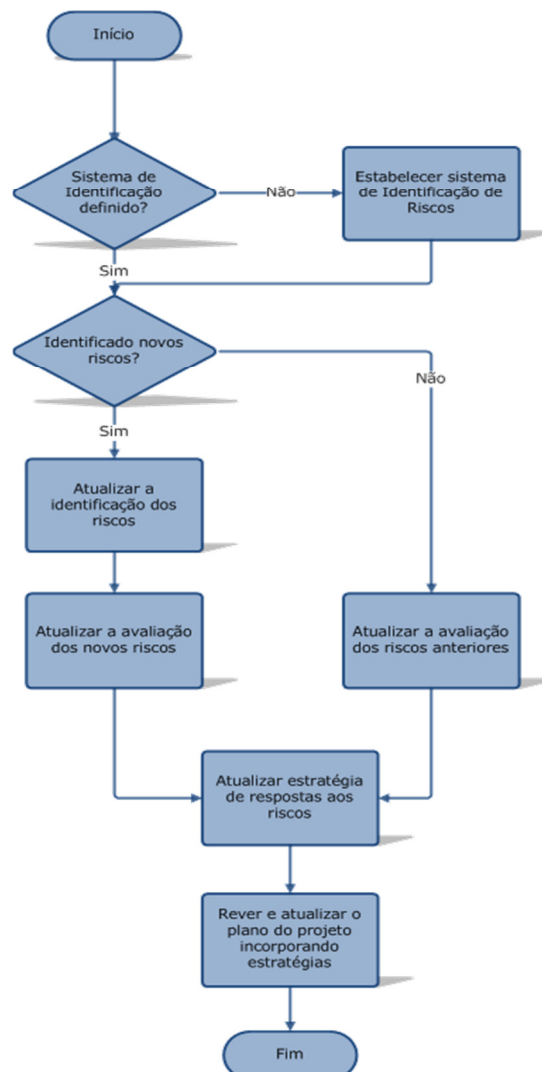 Início
Sistema de
Identificação
definido?
Não
Estabelecer sistema
de Identificação de
Riscos
Sim
Identificado novos
riscos?
Não
Sim
Atualizar a
identificação dos
riscos
Atualizar a avaliação
dos novos riscos
Atualizar a avaliação
dos riscos anteriores
Atualizar estratégia
de respostas aos
riscos
Rever e atualizar o
plano do projeto
incorporando
estratégias
Fim